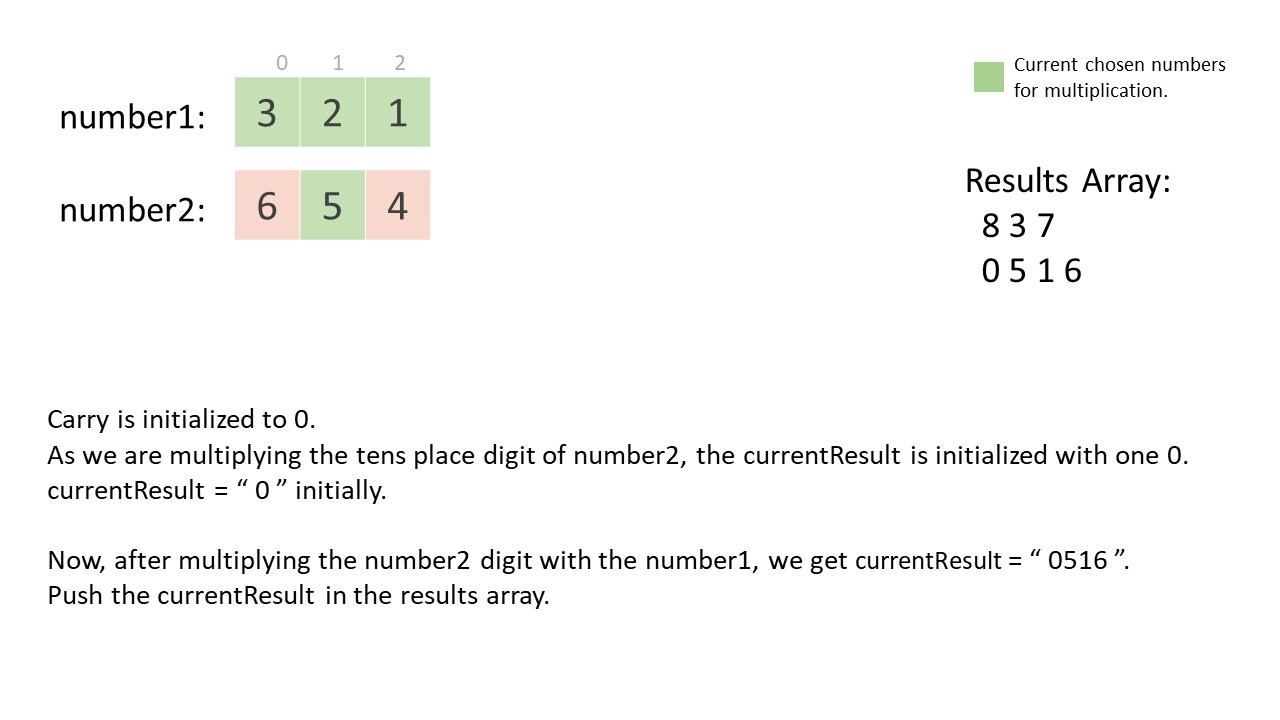 0 1 2
number1: 3 2 1
number2: 6 5 4
Current chosen numbers
for multiplication.
Results Array:
8 3 7
0 5 1 6
Carry is initialized to 0.
As we are multiplying the tens place digit of number2, the currentResult is initialized with one 0.
currentResult = “ 0 ” initially.
Now, after multiplying the number2 digit with the number1, we get currentResult = “ 0516 ”.
Push the currentResult in the results array.